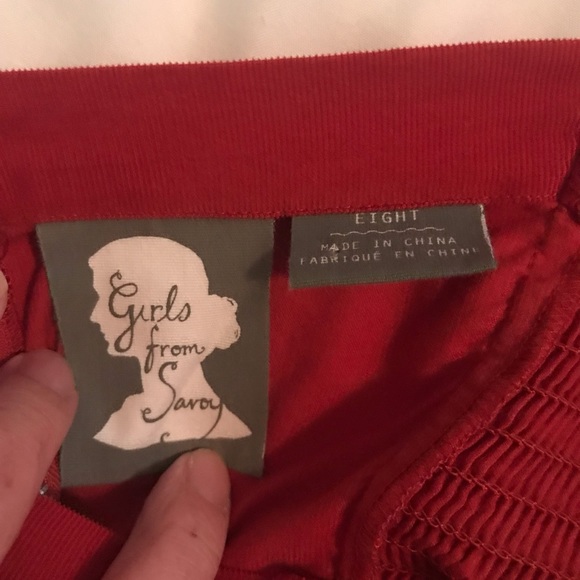 Girls
from
Savoy
EIGHT
MADE IN CHINA
FABRIQUÉ EN CHINE